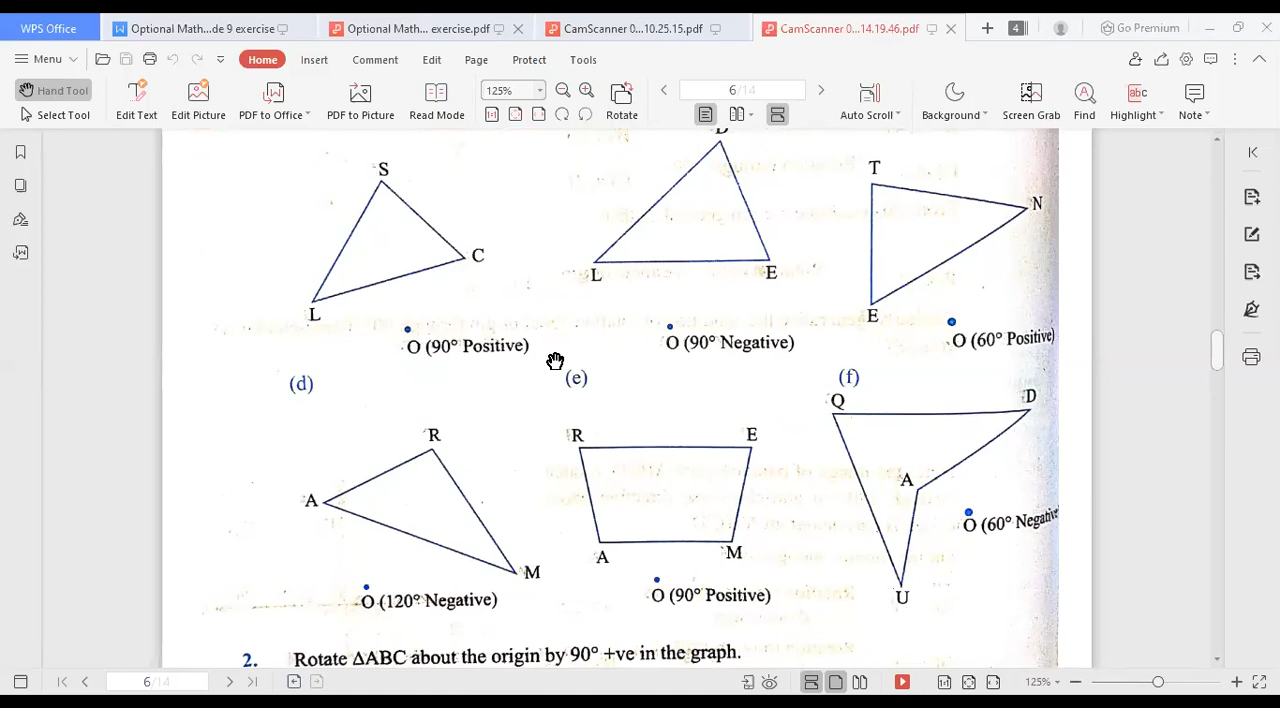 WPS Office
Optional Math...de 9 exercise
Optional Math... exercise.pdf
CamScanner 0...10.25.15.pdf
CamScanner 0...14.19.46.pdf
4
Go Premium
Menu
Home
Insert
Comment
Edit
Page
Protect
Tools
Hand Tool
Select Tool
Edit Text
Edit Picture
PDF to Office
PDF to Picture
Read Mode
125%
Rotate
6/14
Auto Scroll
Background
Screen Grab
Find
Highlight
Note
S
C
L
O (90° Positive)
D
L
E
O (90° Negative)
T
N
E
O (60° Positive)
(d)
(e)
(f)
R
A
M
O (120° Negative)
R
E
A
M
O (90° Positive)
Q
D
A
U
O (60° Negative
2. Rotate ΔABC about the origin by 90° +ve in the graph.
6/14
125%